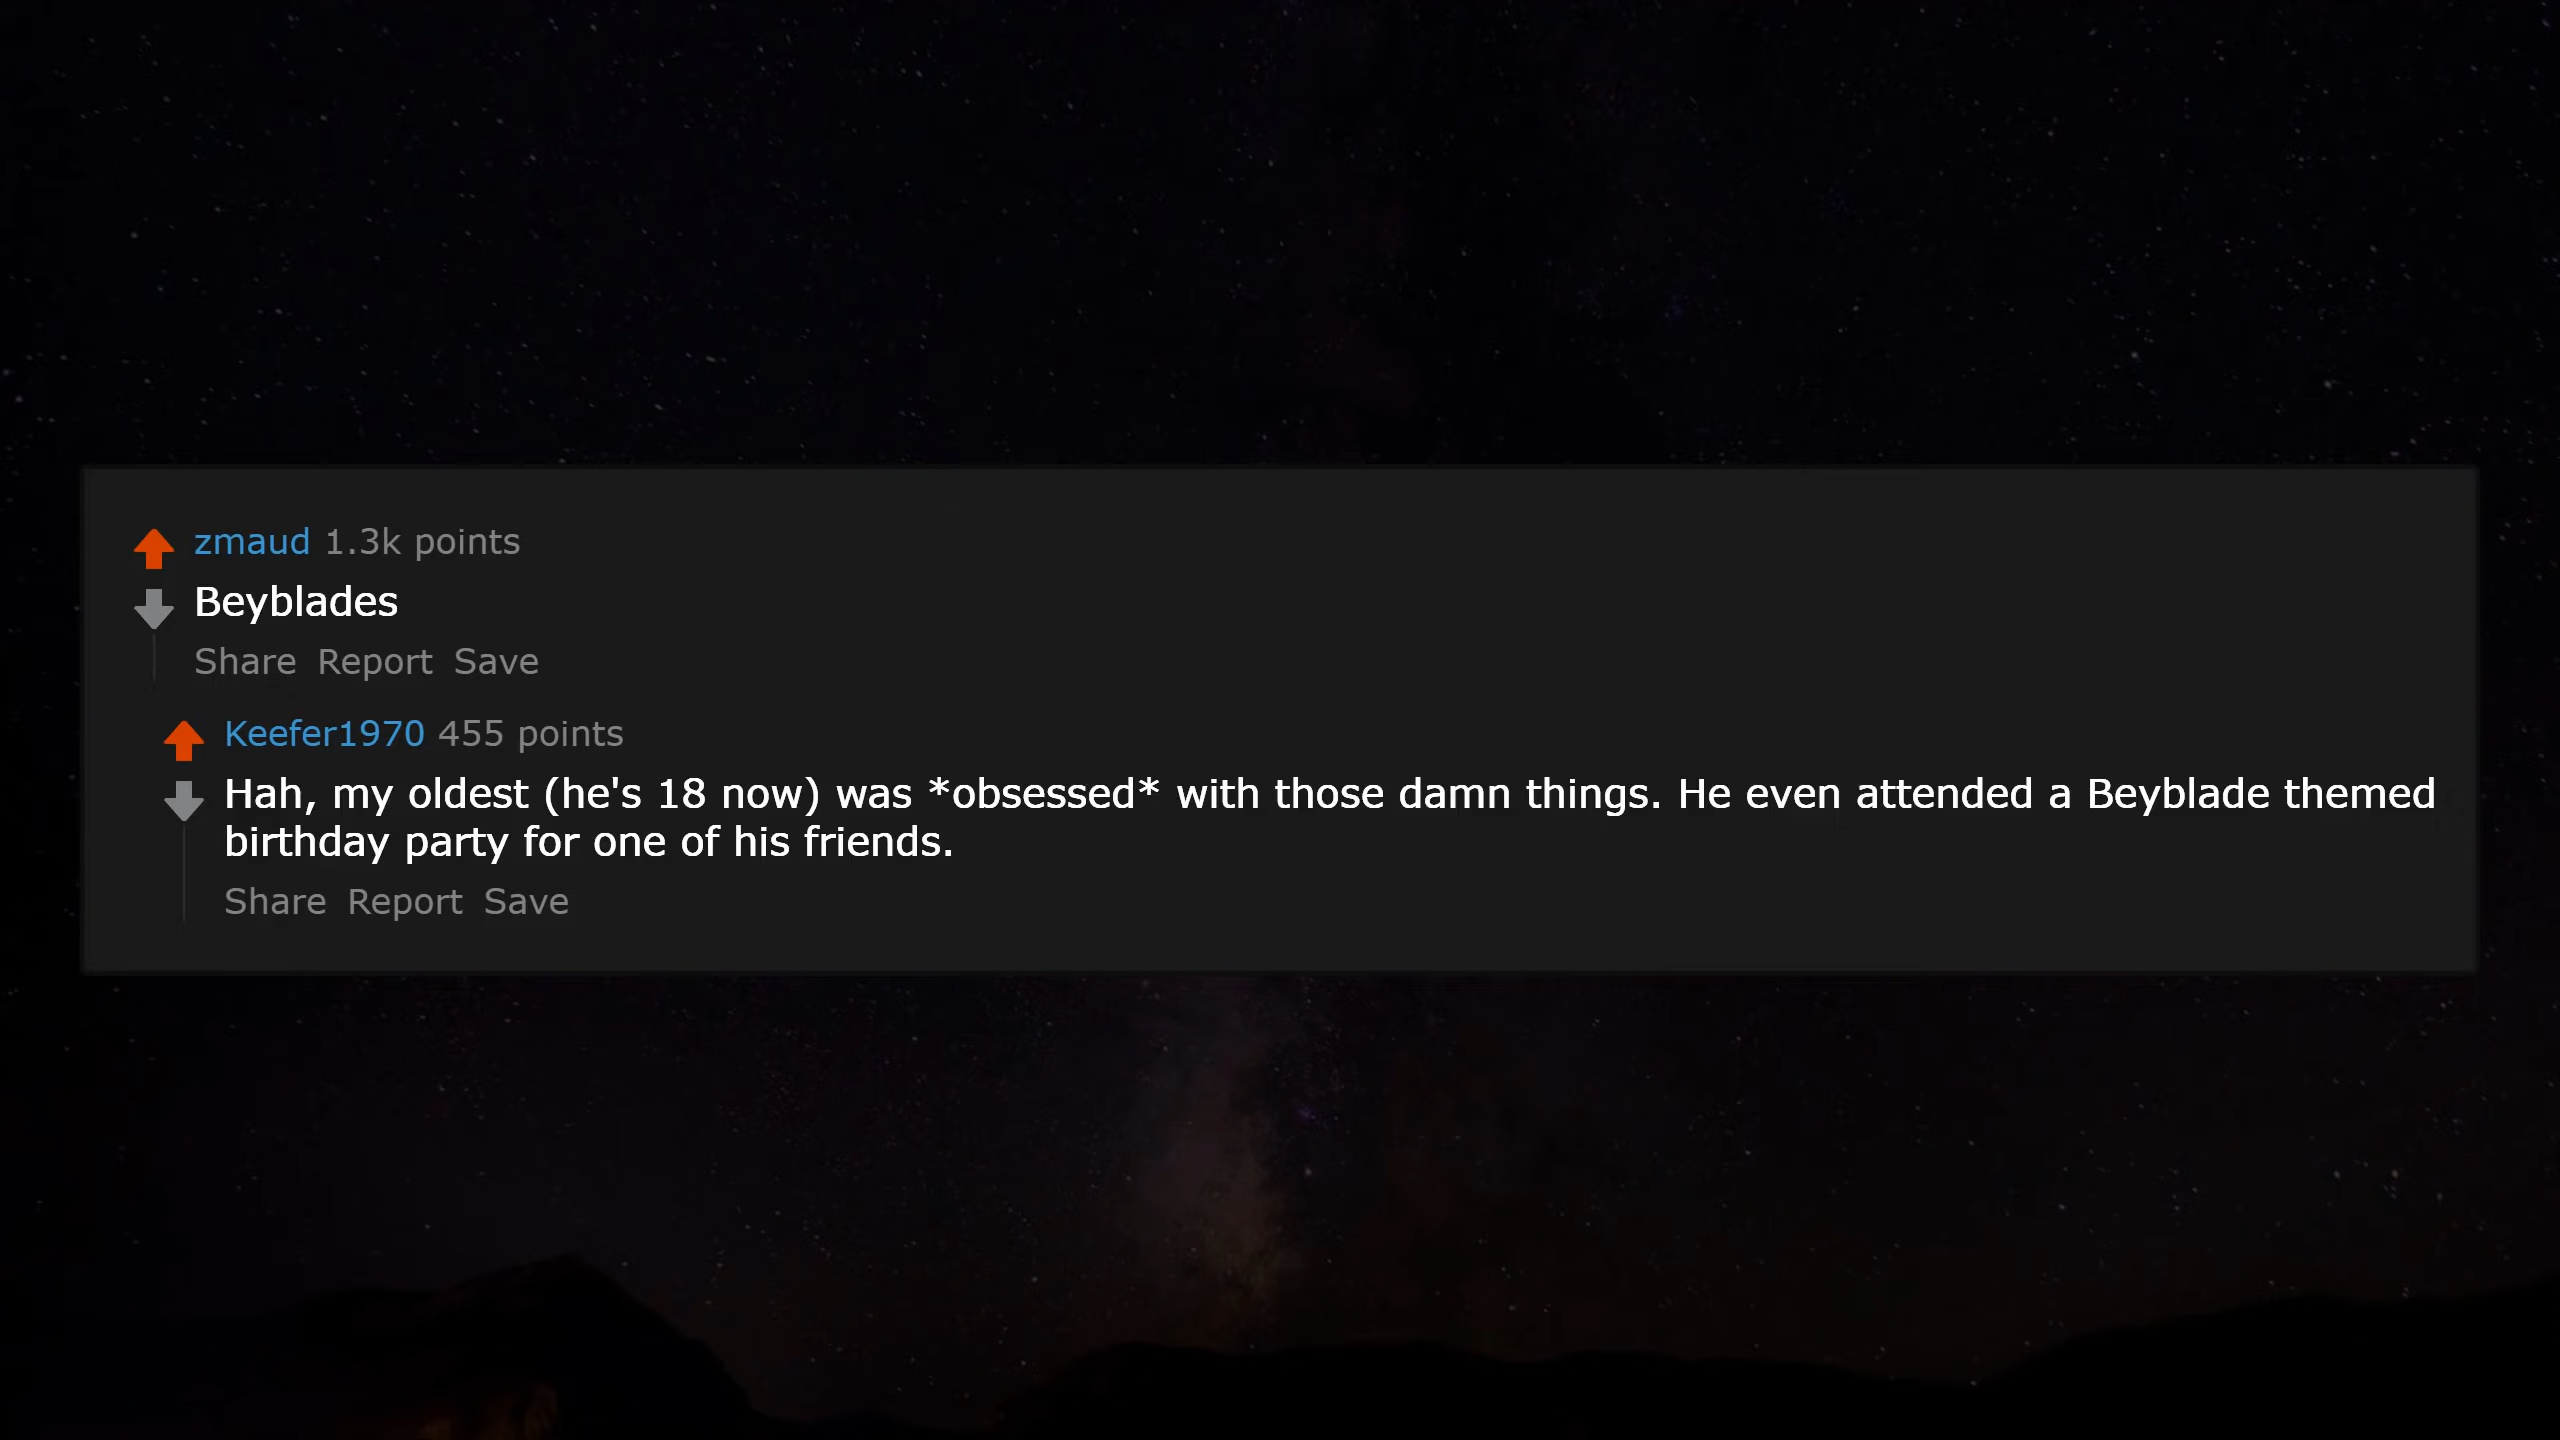 zmaud 1.3k points
Beyblades
Share Report Save
Keefer1970 455 points
Hah, my oldest (he's 18 now) was *obsessed* with those damn things. He even attended a Beyblade themed
birthday party for one of his friends.
Share Report Save